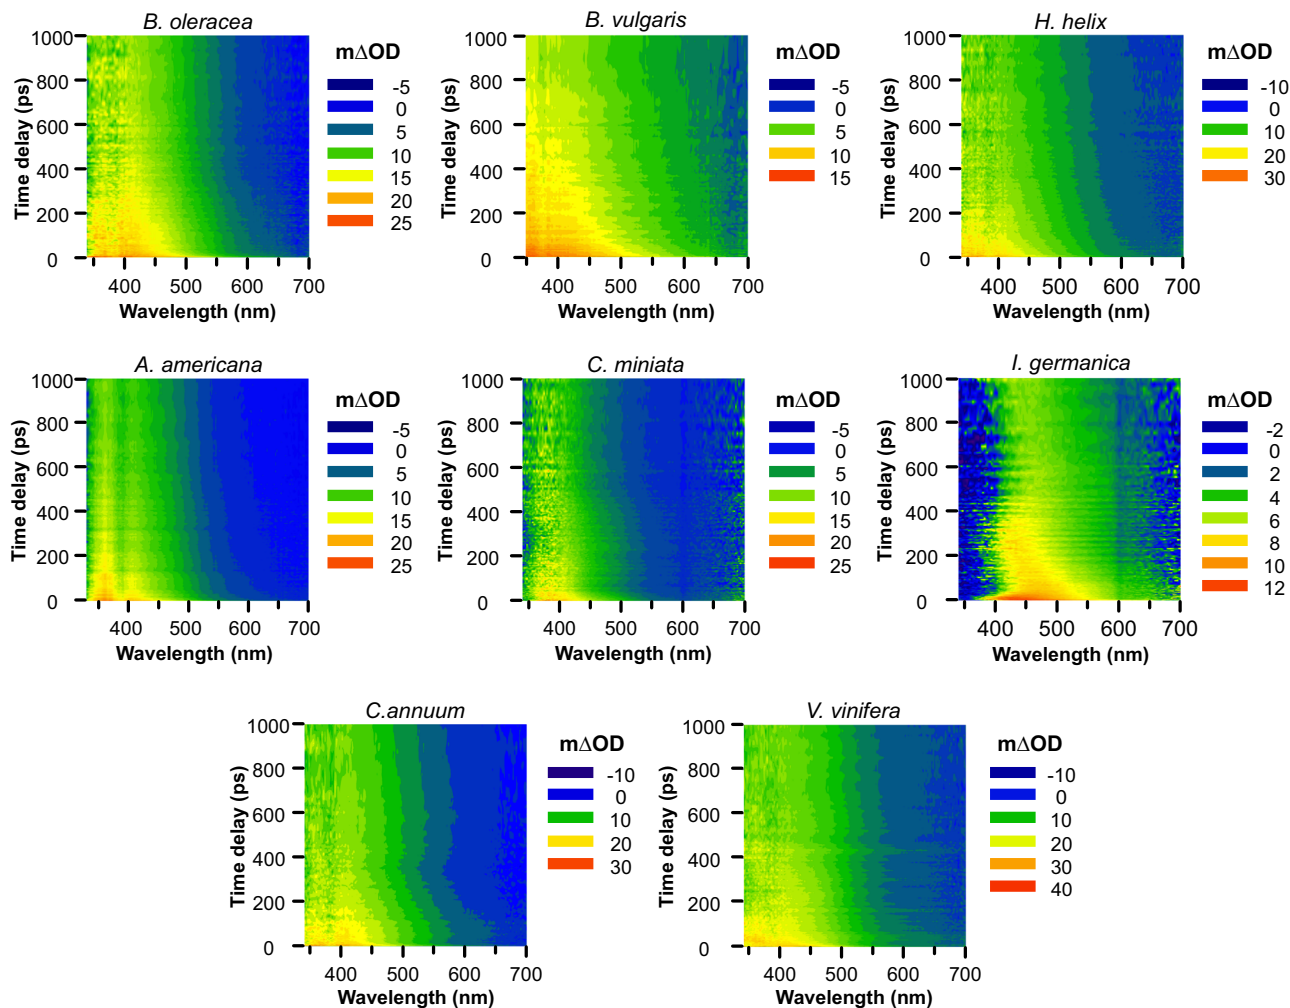 B. oleracea
1000
800
600
400
200
0
Time delay (ps)
400 500 600 700
Wavelength (nm)
m∆OD
-5
0
5
10
15
20
25
B. vulgaris
1000
800
600
400
200
0
Time delay (ps)
400 500 600 700
Wavelength (nm)
m∆OD
-5
0
5
10
15
H. helix
1000
800
600
400
200
0
Time delay (ps)
400 500 600 700
Wavelength (nm)
m∆OD
-10
0
10
20
30
A. americana
1000
800
600
400
200
0
Time delay (ps)
400 500 600 700
Wavelength (nm)
m∆OD
-5
0
5
10
15
20
25
C. miniata
1000
800
600
400
200
0
Time delay (ps)
400 500 600 700
Wavelength (nm)
m∆OD
-5
0
5
10
15
20
25
I. germanica
1000
800
600
400
200
0
Time delay (ps)
400 500 600 700
Wavelength (nm)
m∆OD
-2
0
2
4
6
8
10
12
C.annuum
1000
800
600
400
200
0
Time delay (ps)
400 500 600 700
Wavelength (nm)
m∆OD
-10
0
10
20
30
V. vinifera
1000
800
600
400
200
0
Time delay (ps)
400 500 600 700
Wavelength (nm)
m∆OD
-10
0
10
20
30
40